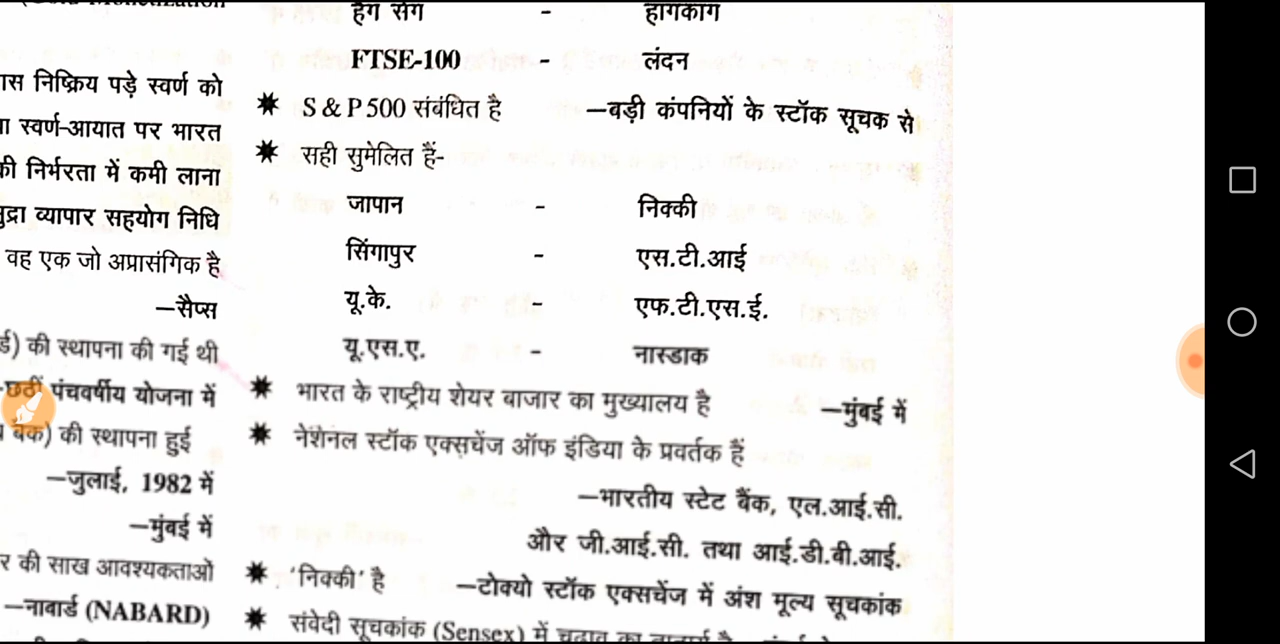 ास निष्क्रिय पड़े स्वर्ण को
ा स्वर्ण-आयात पर भारत
की निर्भरता में कमी लाना
मुद्रा व्यापार सहयोग निधि
वह एक जो अप्रासंगिक है
–सैप्स
र्ड) की स्थापना की गई थी
–छठीं पंचवर्षीय योजना में
बैंक) की स्थापना हुई
–जुलाई, 1982 में
–मुंबई में
र की साख आवश्यकताओं
–नाबार्ड (NABARD)
हैंग सेंग - हांगकांग
FTSE-100 - लंदन
✷ S & P 500 संबंधित है –बड़ी कंपनियों के स्टॉक सूचक से
✷ सही सुमेलित हैं-
जापान - निक्की
सिंगापुर - एस.टी.आई
यू.के. - एफ.टी.एस.ई.
यू.एस.ए. - नास्डाक
✷ भारत के राष्ट्रीय शेयर बाजार का मुख्यालय है –मुंबई में
✷ नेशनल स्टॉक एक्सचेंज ऑफ इंडिया के प्रवर्तक हैं
–भारतीय स्टेट बैंक, एल.आई.सी.
और जी.आई.सी. तथा आई.डी.बी.आई.
✷ 'निक्की' है –टोक्यो स्टॉक एक्सचेंज में अंश मूल्य सूचकांक
✷ संवेदी सूचकांक (Sensex) में चढ़ाव का